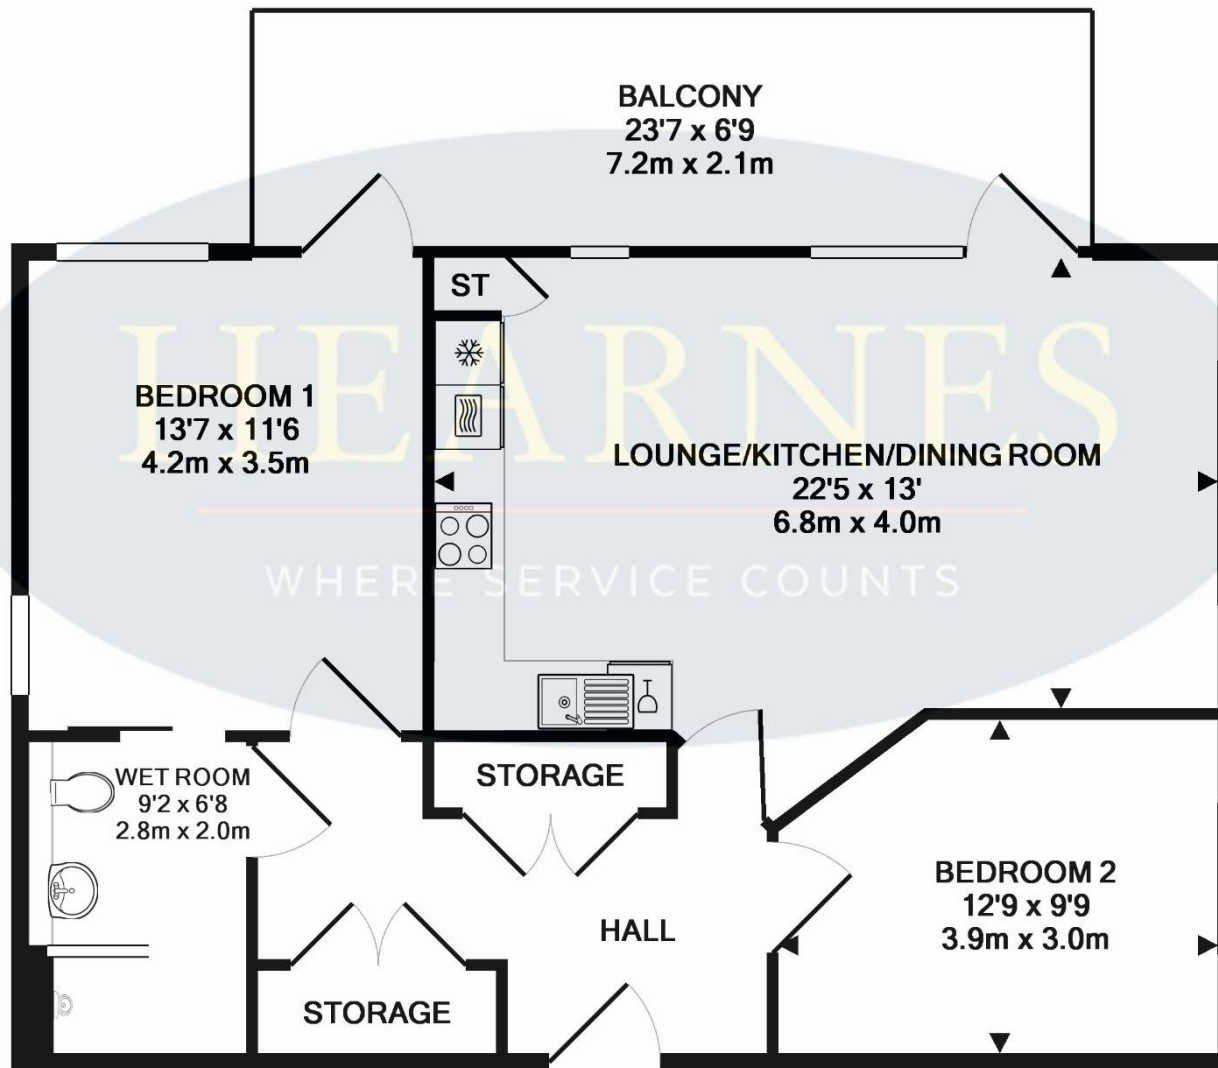 BALCONY
23'7 x 6'9
7.2m x 2.1m
ST
HEARNES
BEDROOM 1
13'7 x 11'6
4.2m x 3.5m
LOUNGE/KITCHEN/DINING ROOM
22'5 x 13'
6.8m x 4.0m
WHERE SERVICE COUNTS
WET ROOM
9'2 x 6'8
2.8m x 2.0m
STORAGE
BEDROOM 2
12'9 x 9'9
3.9m x 3.0m
HALL
STORAGE